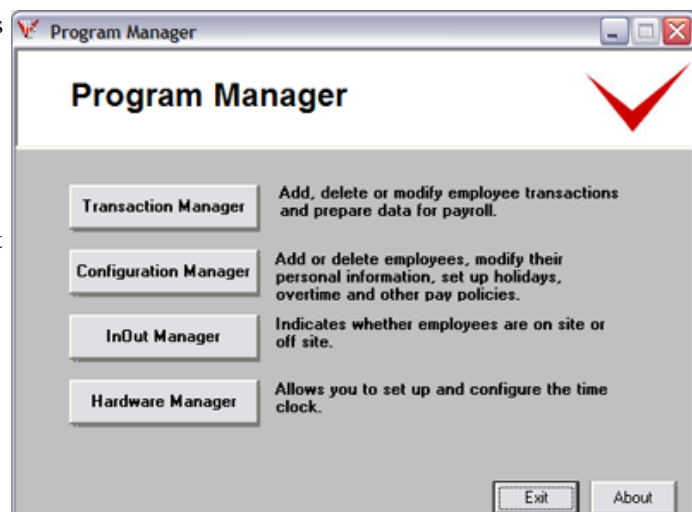 s
Program Manager
Program Manager
Transaction Manager
Add, delete or modify employee transactions
and prepare data for payroll.
t
Configuration Manager
Add or delete employees, modify their
personal information, set up holidays,
overtime and other pay policies.
InOut Manager
Indicates whether employees are on site or
off site.
Hardware Manager
Allows you to set up and configure the time
clock.
Exit
About